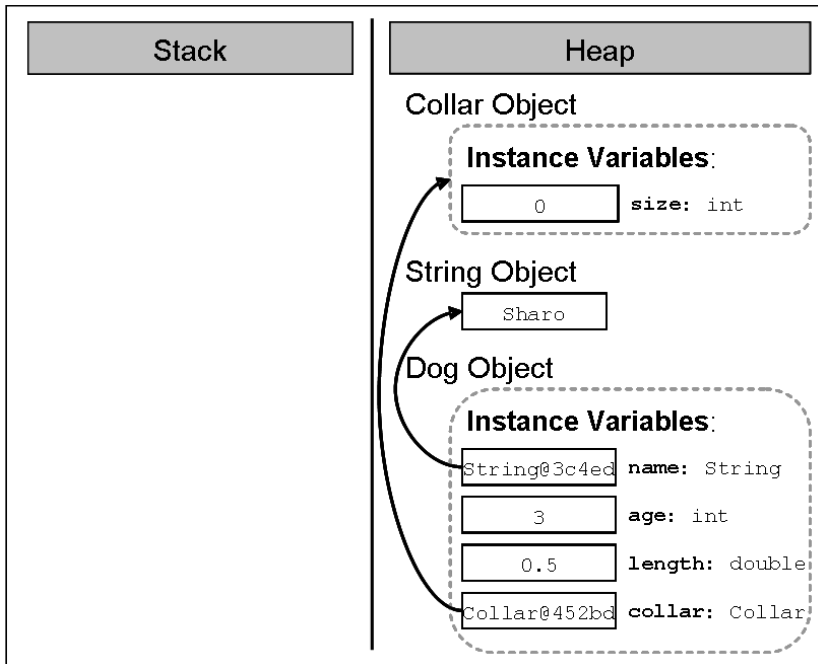 Stack
Heap
Collar Object
Instance Variables:
0 size: int
String Object
Sharo
Dog Object
Instance Variables:
String@3c4ed name: String
3 age: int
0.5 length: double
Collar@452bd collar: Collar